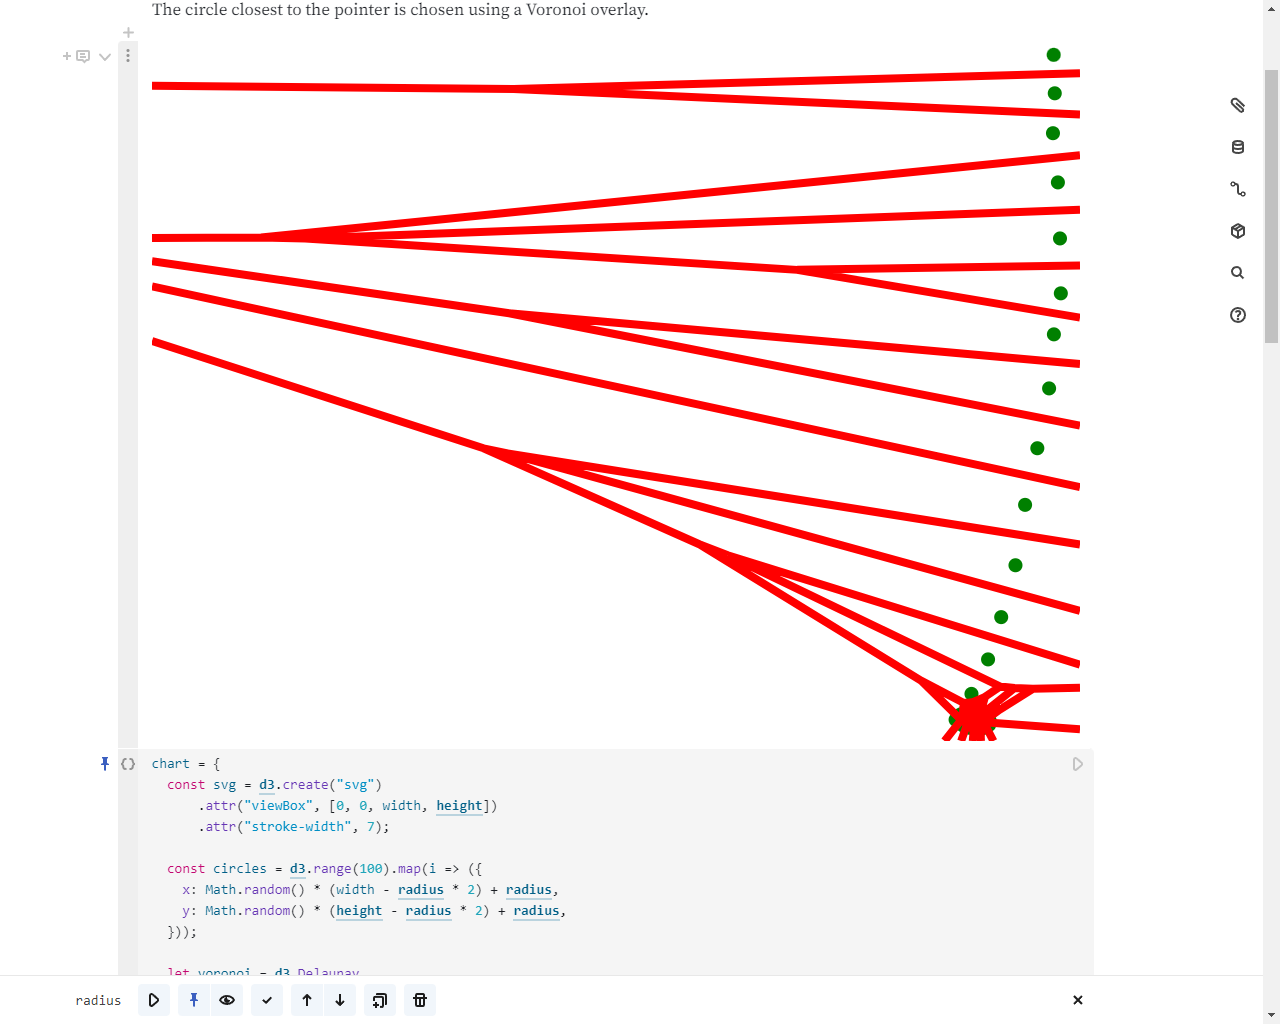 The circle closest to the pointer is chosen using a Voronoi overlay.
chart = {
const svg = d3.create("svg")
.attr("viewBox", [0, 0, width, height])
.attr("stroke-width", 7);
const circles = d3.range(100).map(i => ({
x: Math.random() * (width - radius * 2) + radius,
y: Math.random() * (height - radius * 2) + radius,
}));
let voronoi = d3.Delaunay
radius